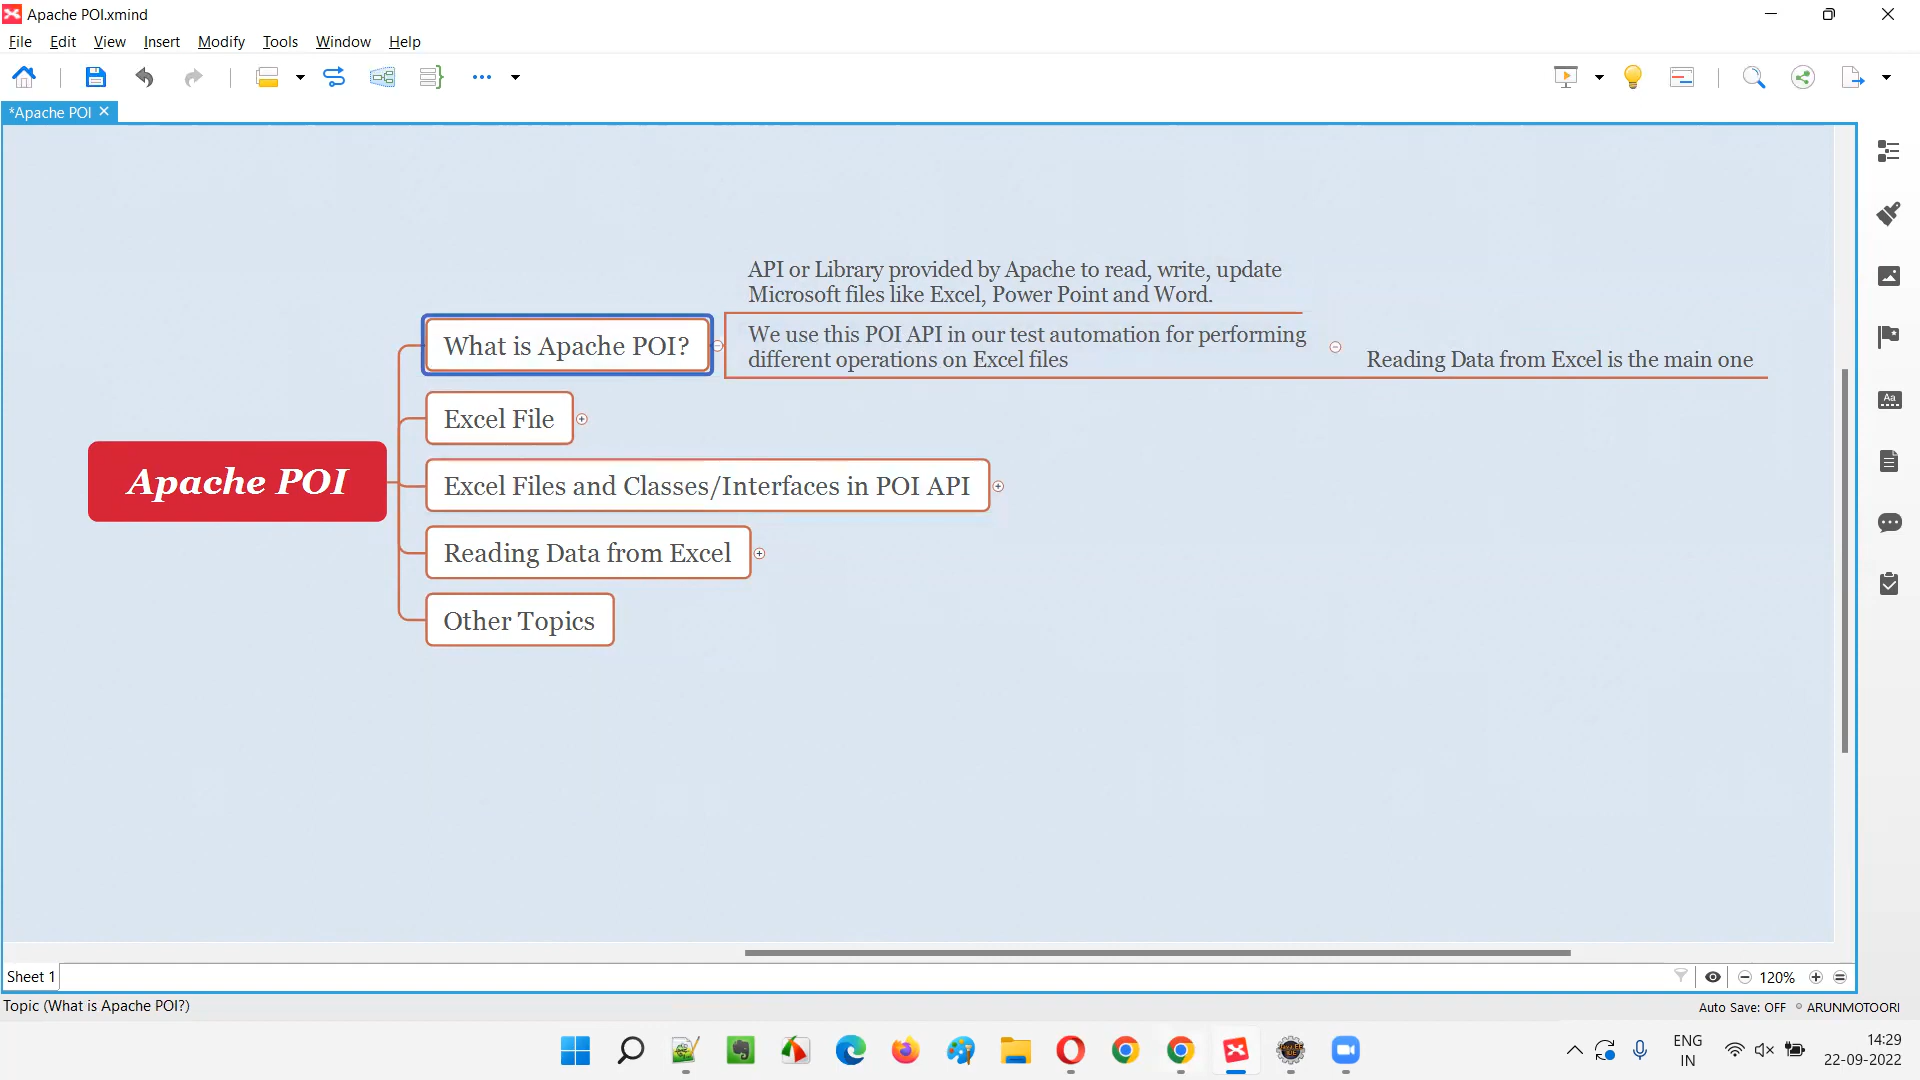 Apache POI.xmind
File Edit View Insert Modify Tools Window Help
*Apache POI
API or Library provided by Apache to read, write, update
Microsoft files like Excel, Power Point and Word.
What is Apache POI?
We use this POI API in our test automation for performing
different operations on Excel files
Reading Data from Excel is the main one
Excel File
Apache POI
Excel Files and Classes/Interfaces in POI API
Reading Data from Excel
Other Topics
Aa
Sheet 1
120%
Topic (What is Apache POI?)
Auto Save: OFF ARUNMOTOORI
ENG
IN
14:29
22-09-2022